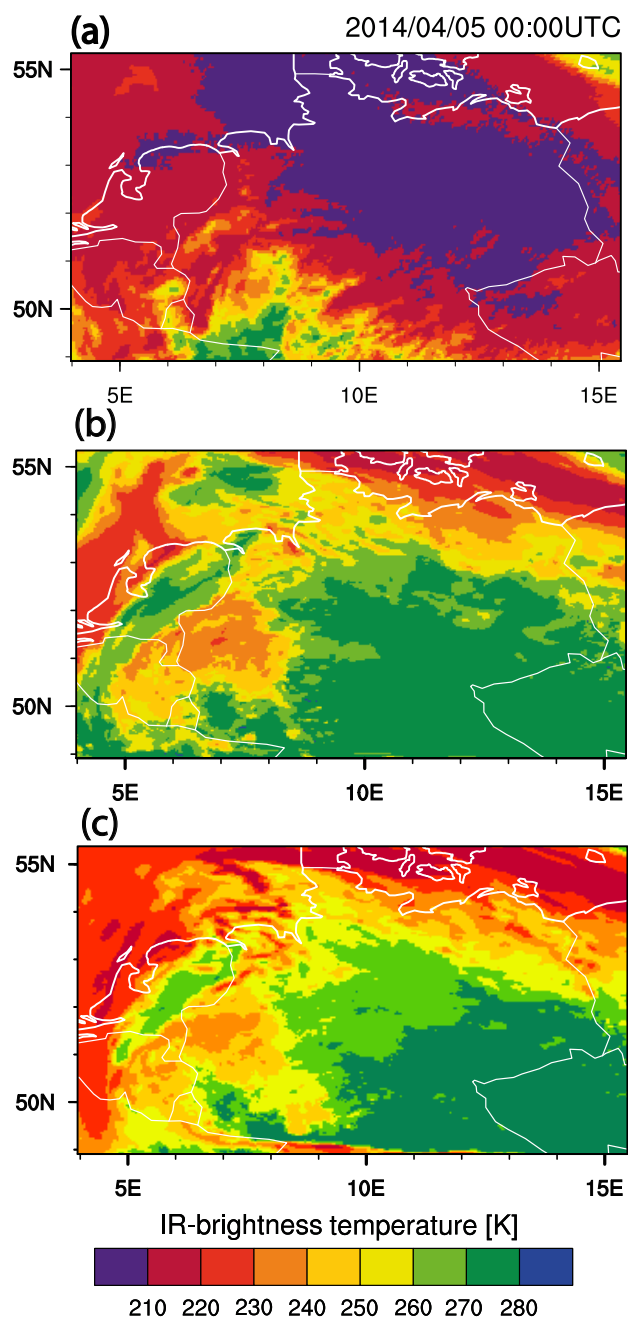 (a) 2014/04/05 00:00UTC
55N
50N
5E 10E 15E
(b)
55N
50N
5E 10E 15E
(c)
55N
50N
5E 10E 15E
IR-brightness temperature [K]
210 220 230 240 250 260 270 280